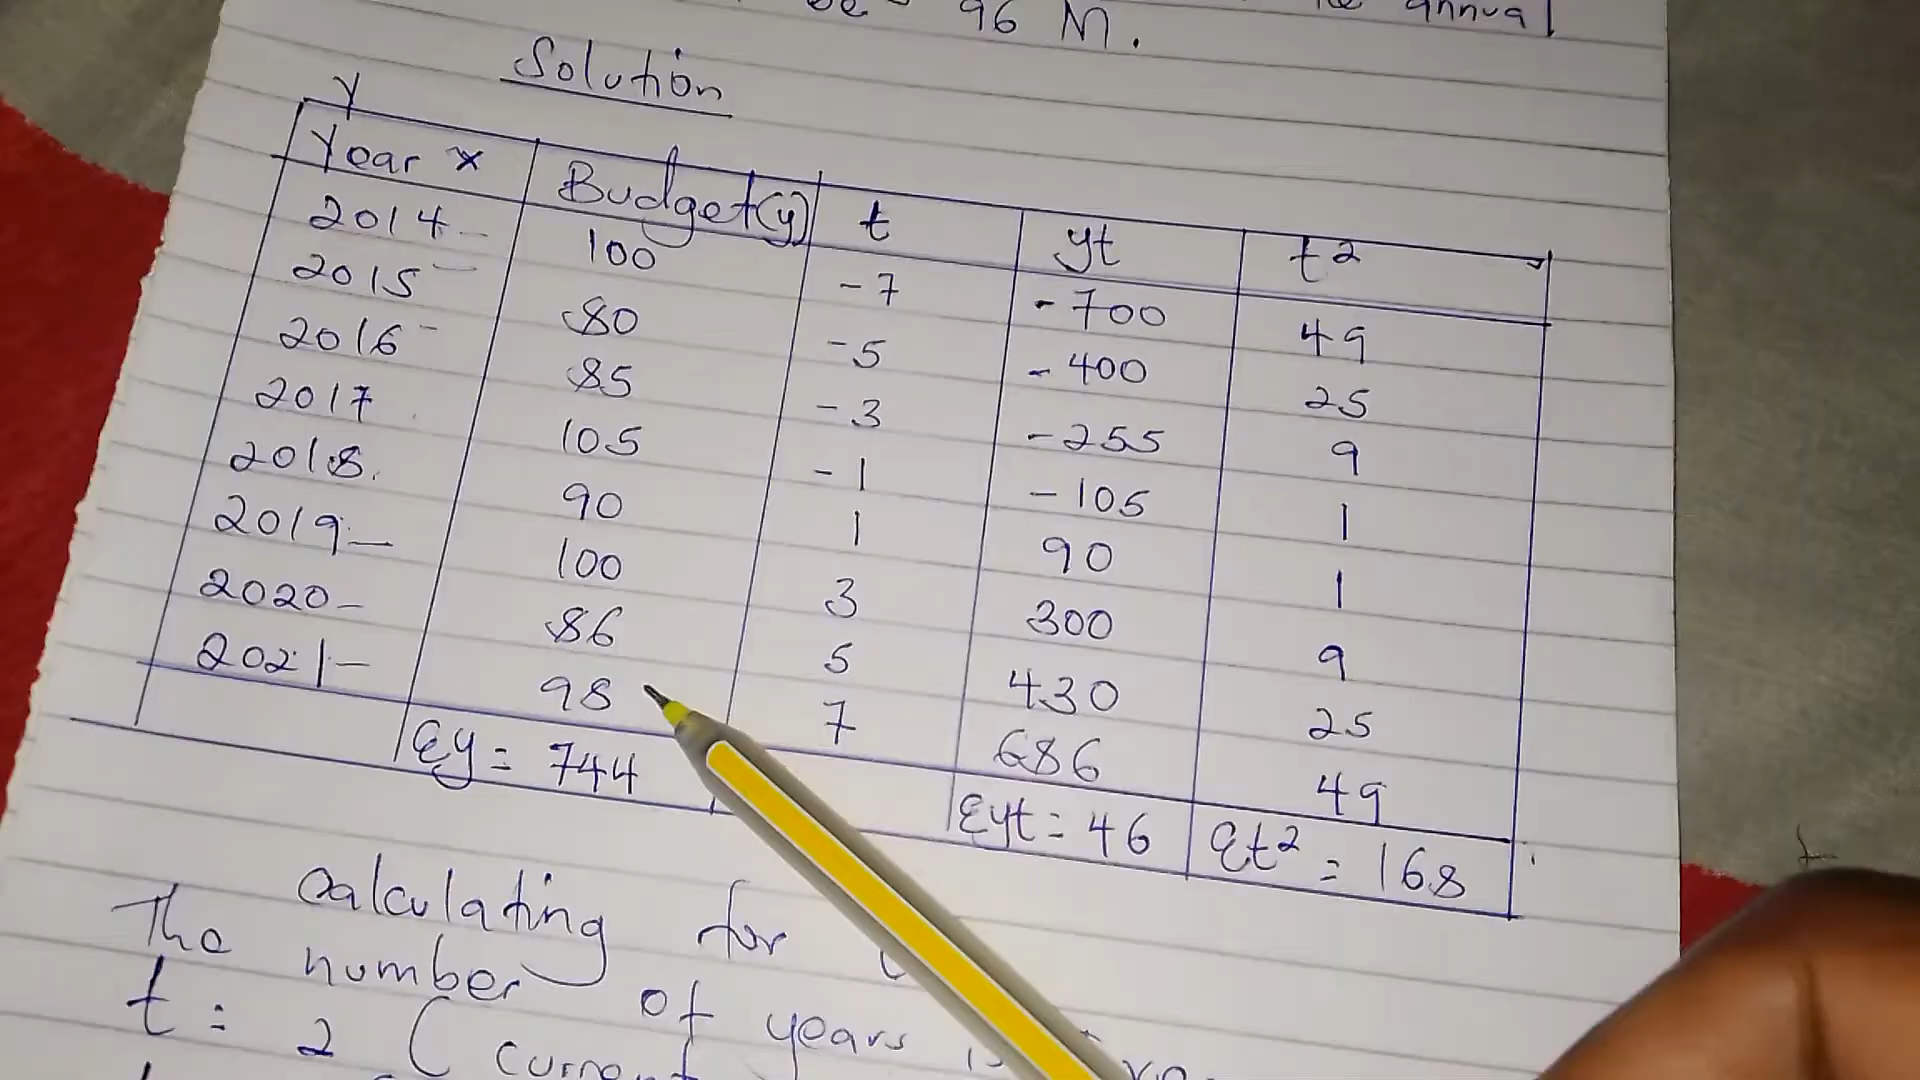 be 96 M. annual
Solution
Y
Year x Budget(y) t yt t²
2014 100 -7 -700 49
2015 80 -5 -400 25
2016 85 -3 -255 9
2017 105 -1 -105 1
2018. 90 1 90 1
2019 100 3 300 9
2020 86 5 430 25
2021 98 7 686 49
Σy = 744 Σyt = 46 Σt² = 168
calculating for
The number of years
t = 2 (